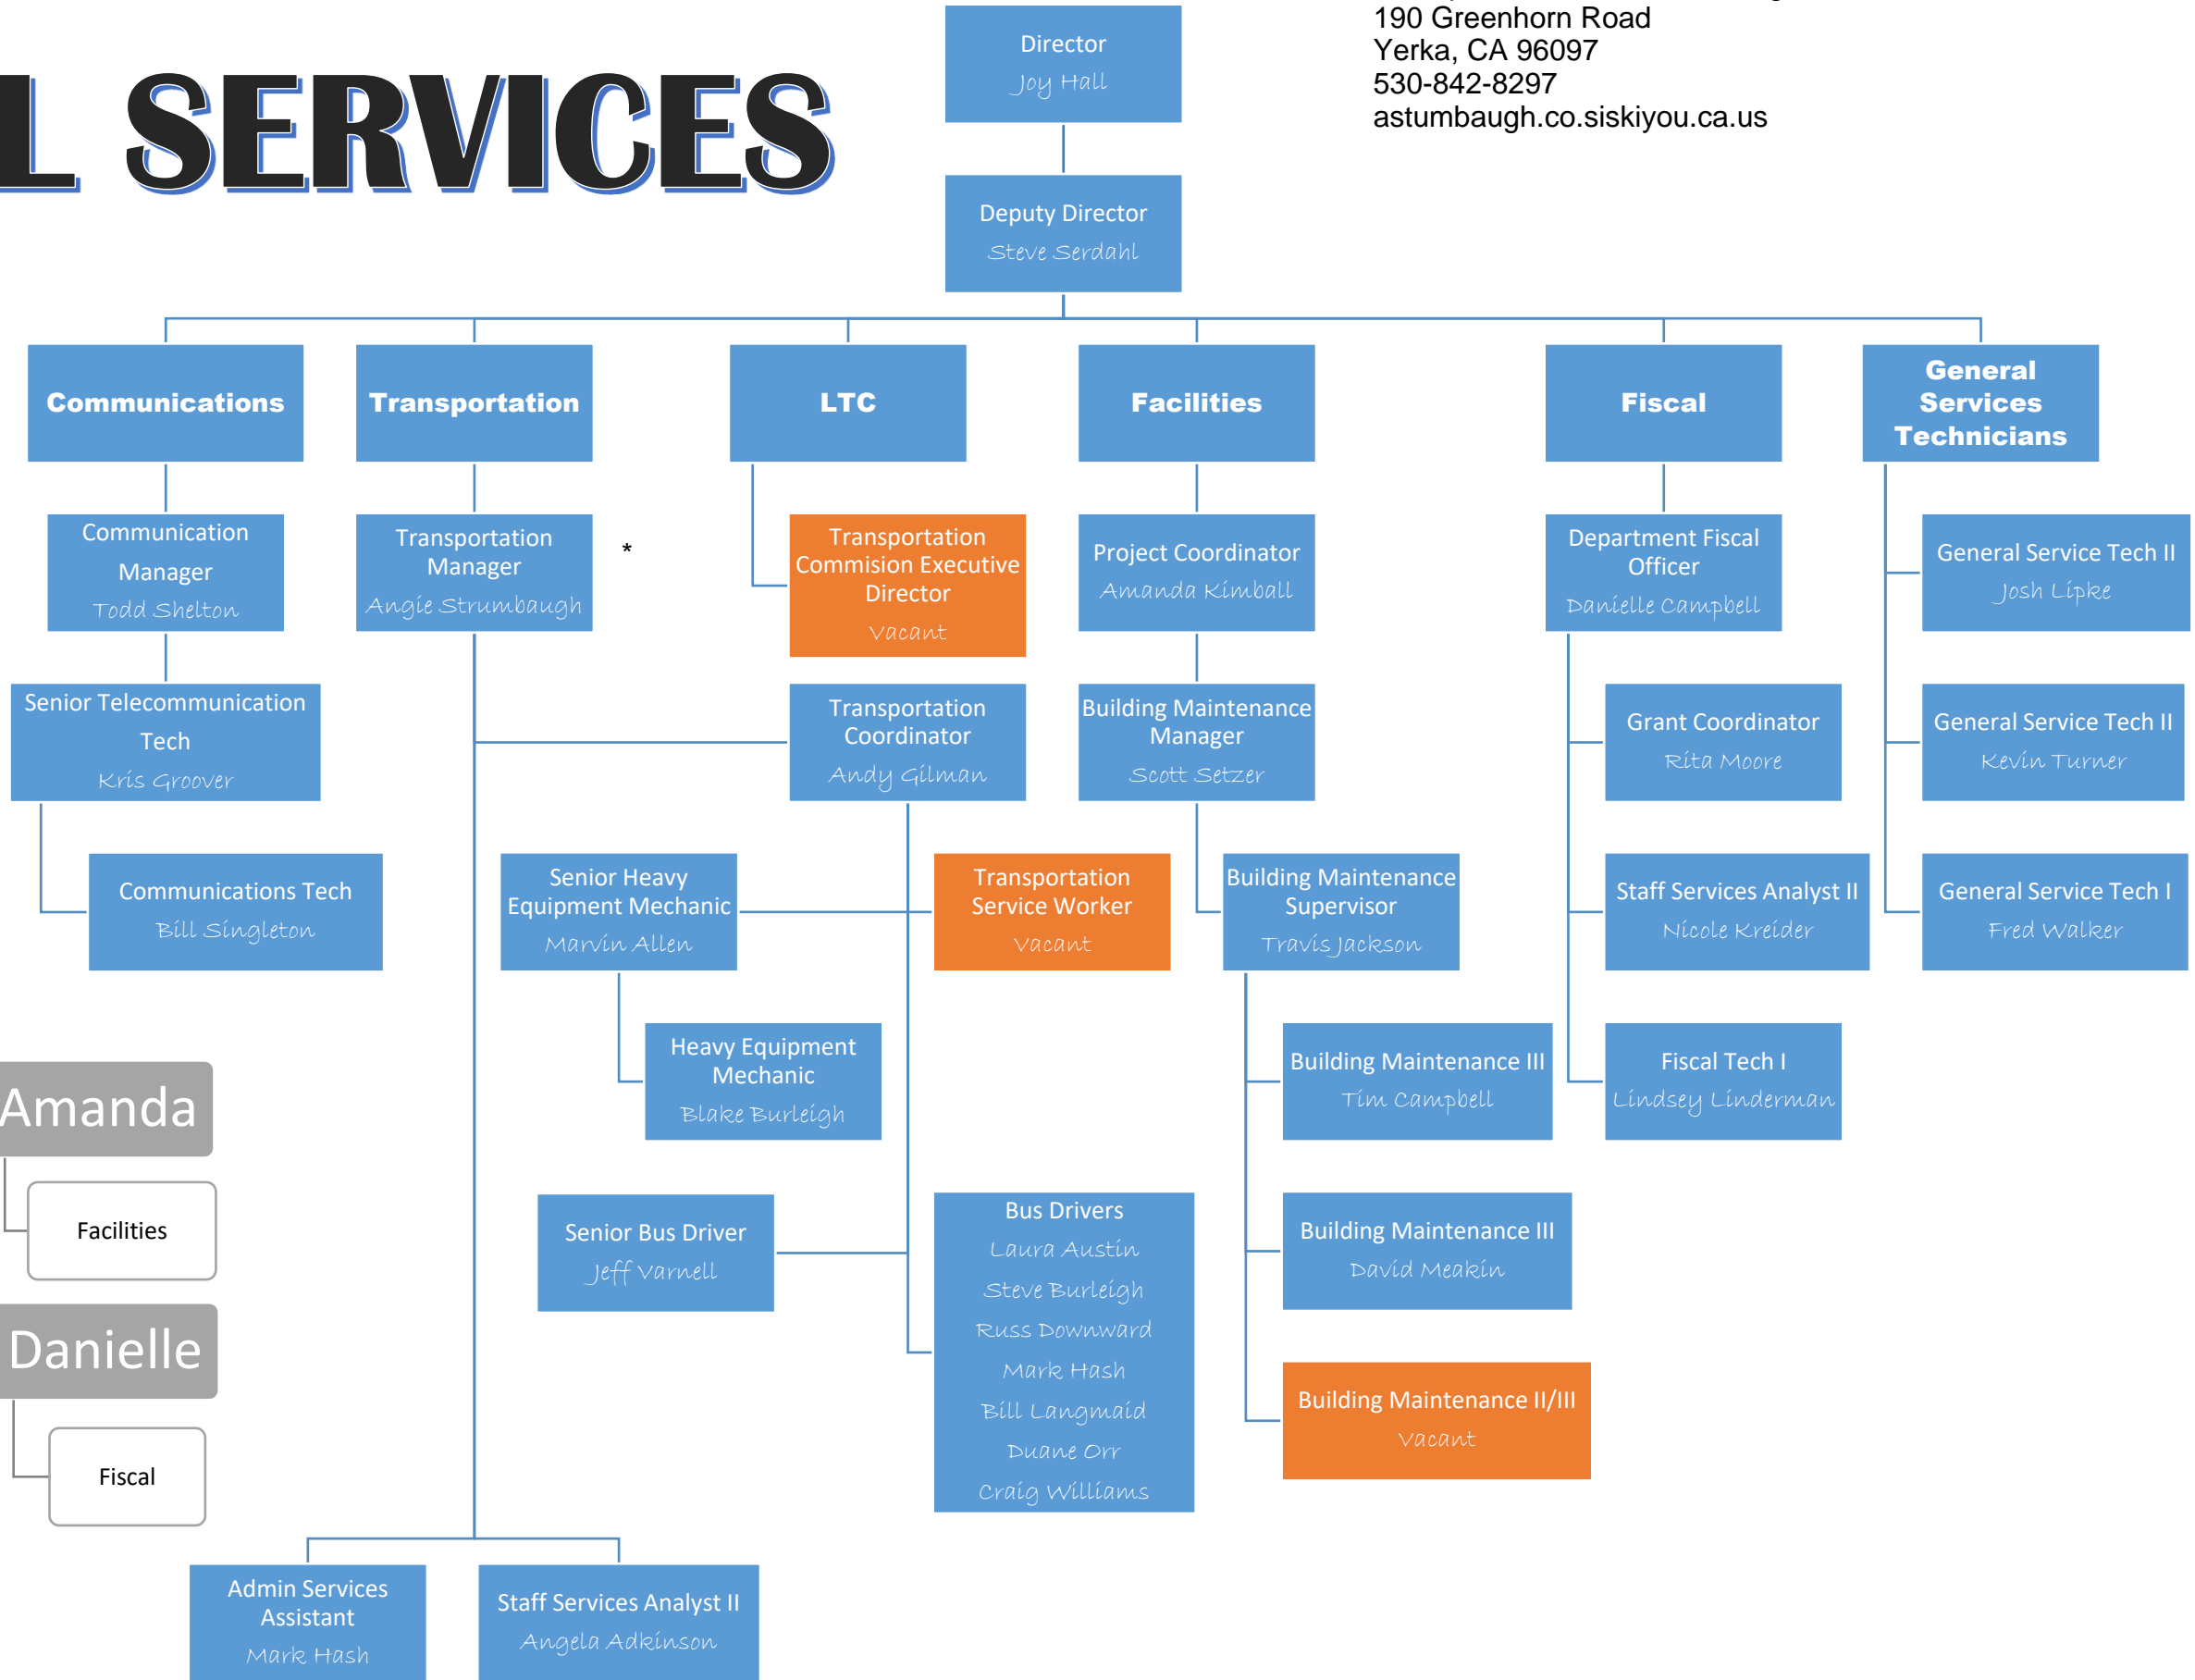 190 Greenhorn Road
Yerka, CA 96097
530-842-8297
astumbaugh.co.siskiyou.ca.us
L SERVICES
Director
Joy Hall
Deputy Director
Steve Serdahl
Communications
Transportation
LTC
Facilities
Fiscal
General
Services
Technicians
Communication
Manager
Todd Shelton
Transportation
Manager
Angie Strumbaugh
*
Transportation
Commision Executive
Director
Vacant
Project Coordinator
Amanda Kimball
Department Fiscal
Officer
Danielle Campbell
General Service Tech II
Josh Lipke
Senior Telecommunication
Tech
Kris Groover
Transportation
Coordinator
Andy Gilman
Building Maintenance
Manager
Scott Setzer
Grant Coordinator
Rita Moore
General Service Tech II
Kevin Turner
Communications Tech
Bill Singleton
Senior Heavy
Equipment Mechanic
Marvin Allen
Transportation
Service Worker
Vacant
Building Maintenance
Supervisor
Travis Jackson
Staff Services Analyst II
Nicole Kreider
General Service Tech I
Fred Walker
Heavy Equipment
Mechanic
Blake Burleigh
Building Maintenance III
Tim Campbell
Fiscal Tech I
Lindsey Linderman
Amanda
Facilities
Senior Bus Driver
Jeff Varnell
Bus Drivers
Laura Austin
Steve Burleigh
Russ Downward
Mark Hash
Bill Langmaid
Duane Orr
Craig Williams
Building Maintenance III
David Meakin
Danielle
Fiscal
Building Maintenance II/III
Vacant
Admin Services
Assistant
Mark Hash
Staff Services Analyst II
Angela Adkinson